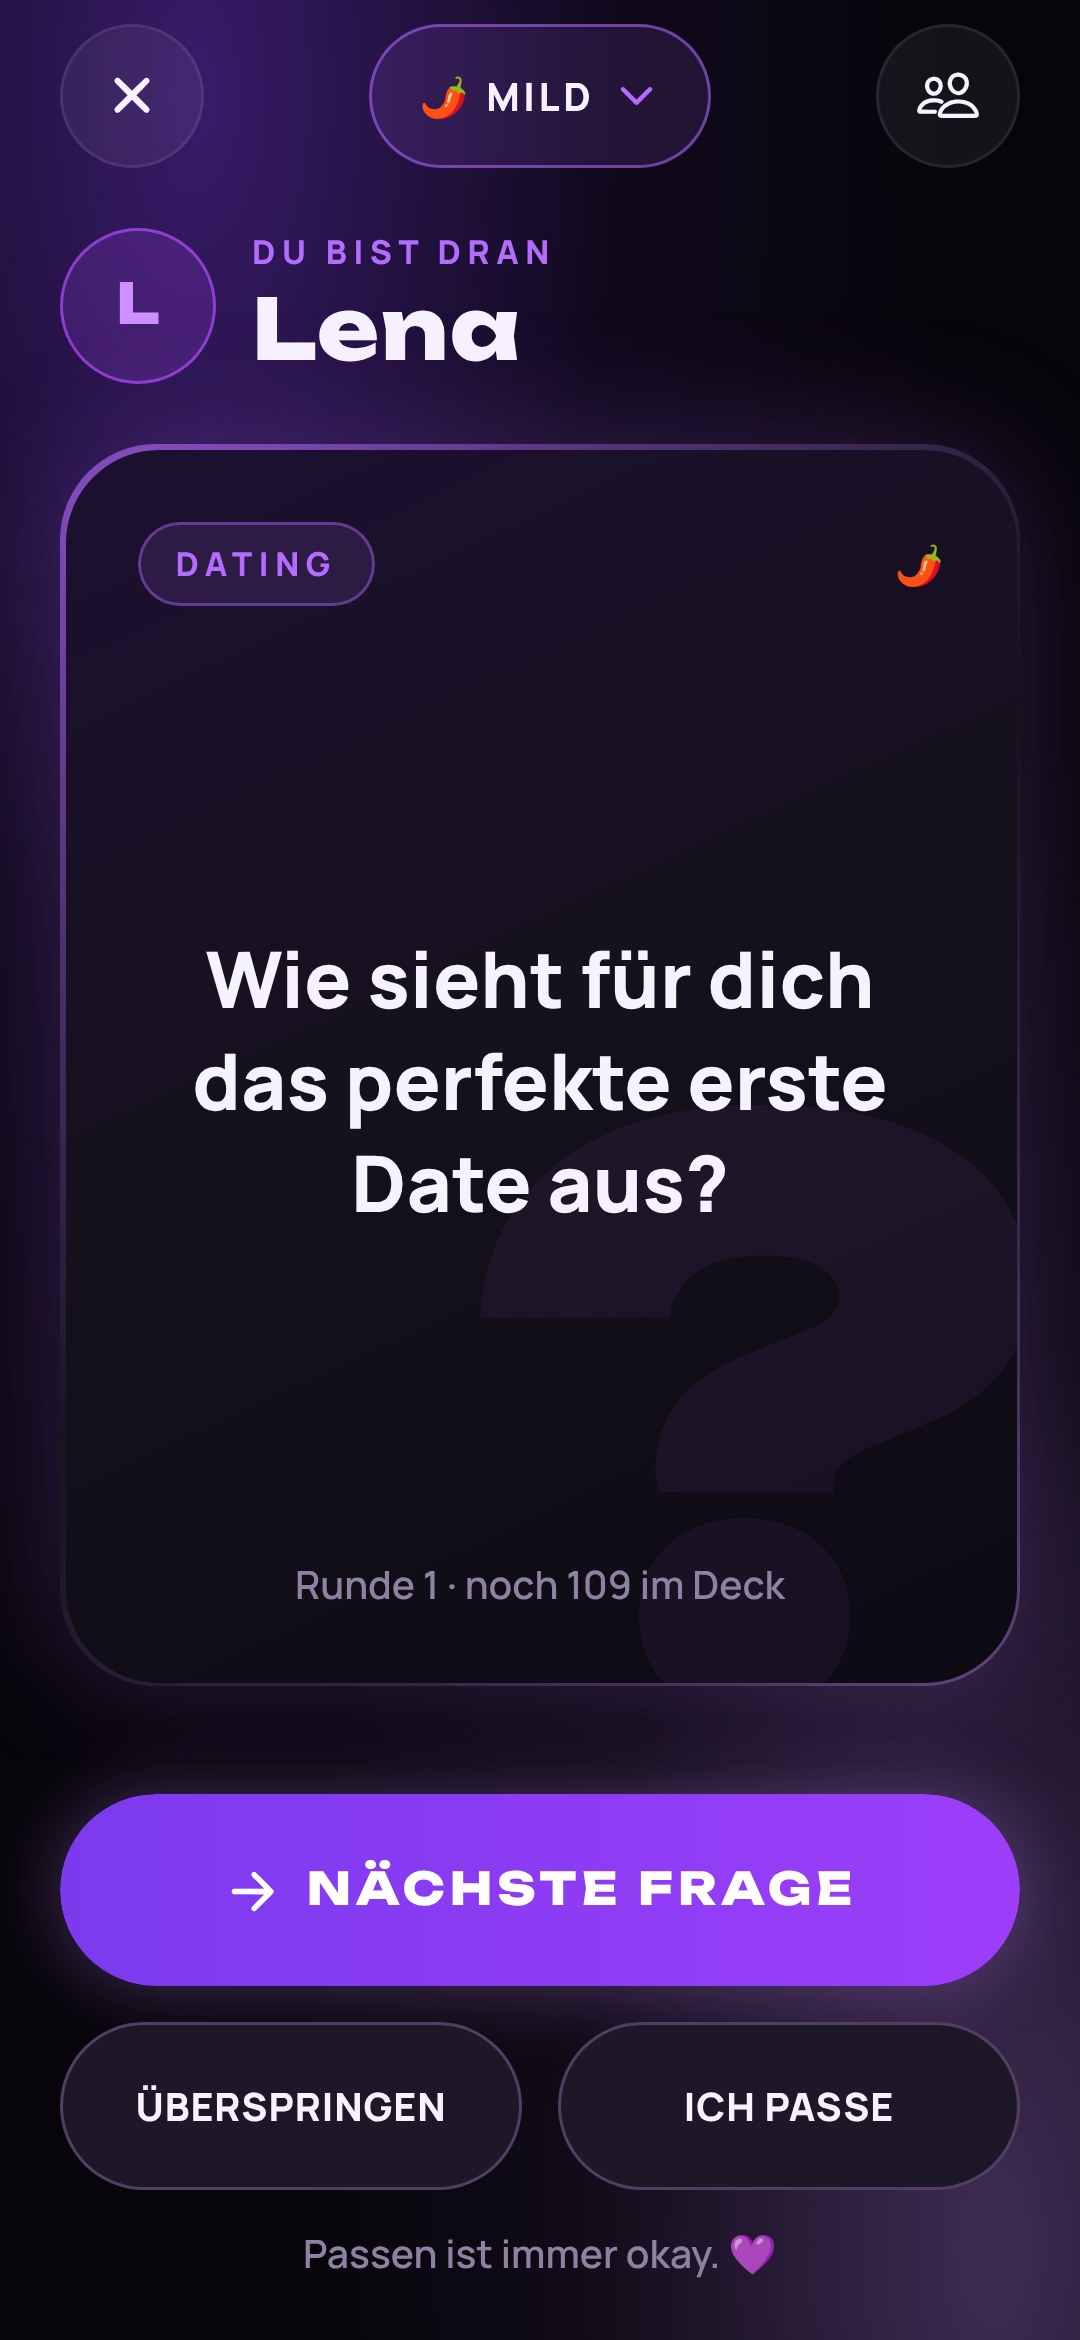 🌶️ MILD
DU BIST DRAN
L
Lena
DATING
🌶️
Wie sieht für dich
das perfekte erste
Date aus?
?
Runde 1 · noch 109 im Deck
→ NÄCHSTE FRAGE
ÜBERSPRINGEN
ICH PASSE
Passen ist immer okay. 💜